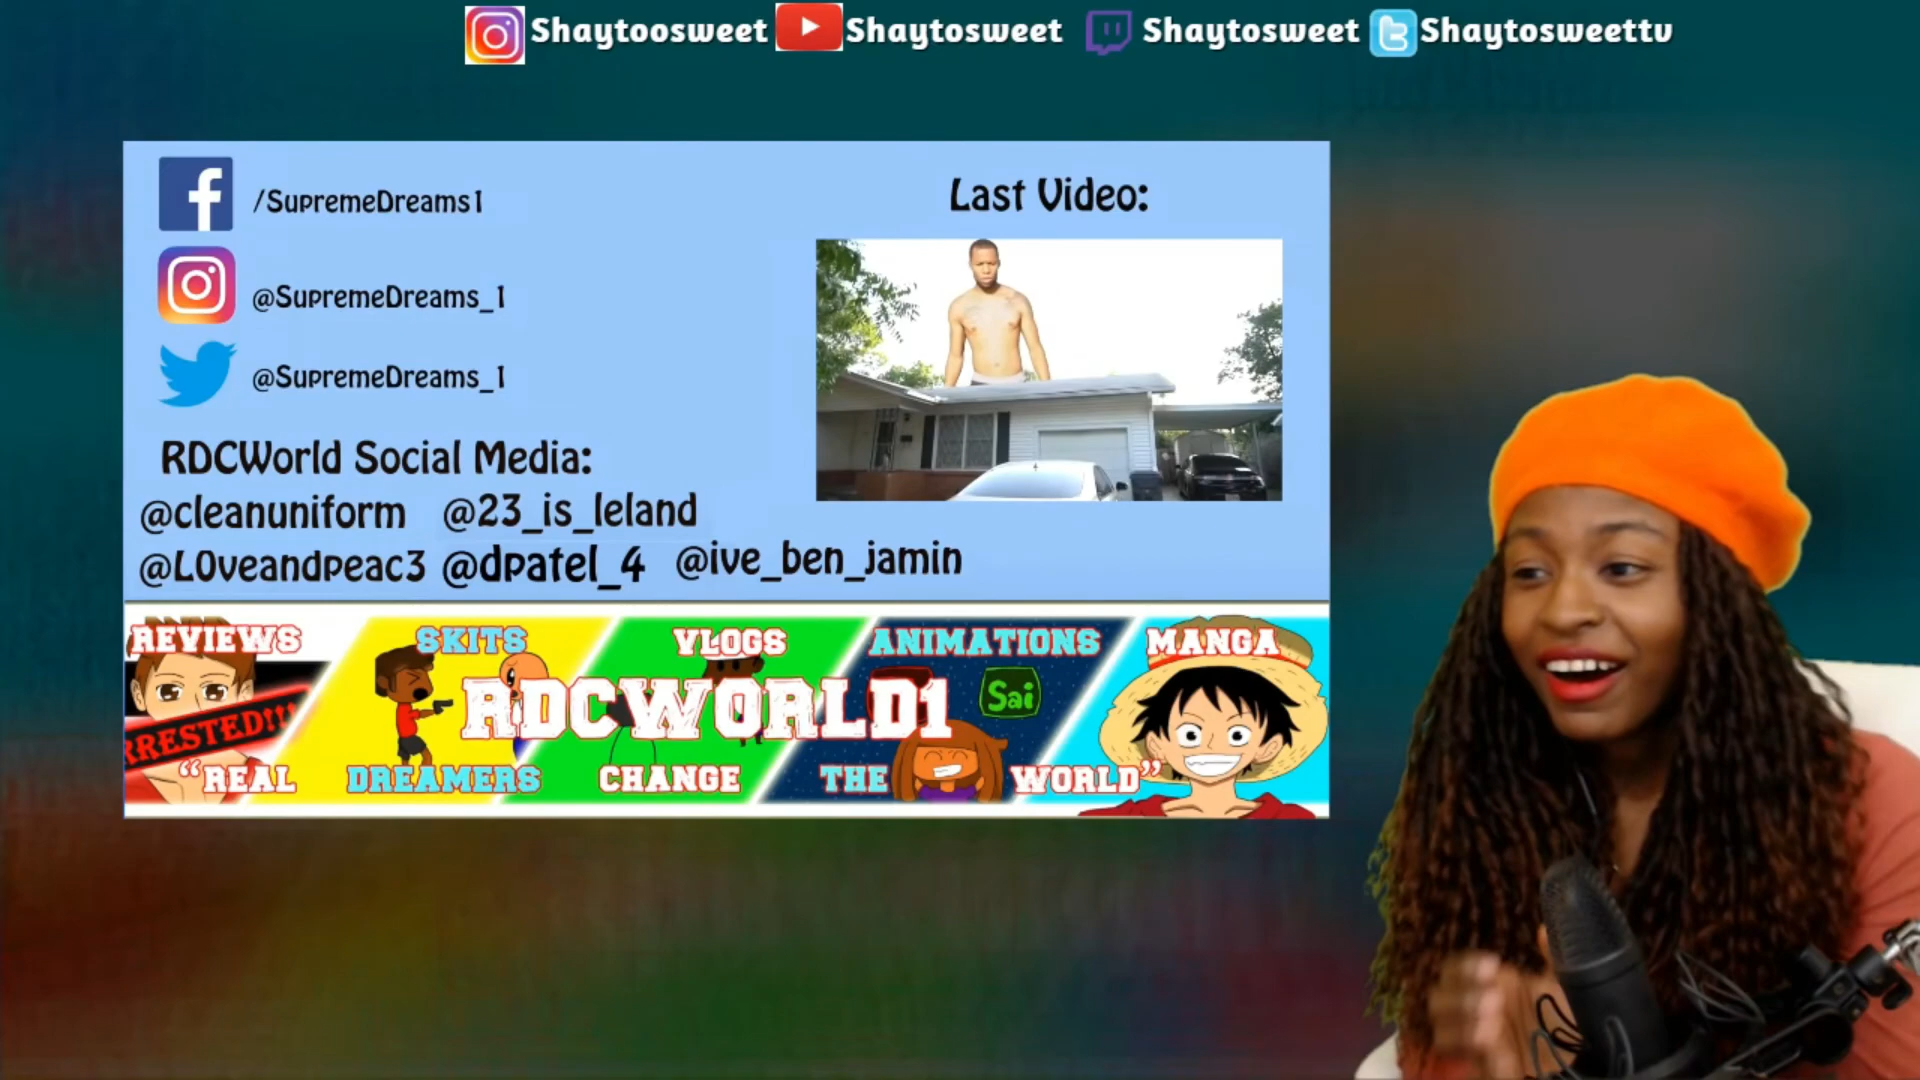 Shaytoosweet Shaytosweet Shaytosweet Shaytosweettv
/SupremeDreams1
@SupremeDreams_1
@SupremeDreams_1
Last Video:
RDCWorld Social Media:
@cleanuniform @23_is_leland
@L0veandpeac3 @dpatel_4 @ive_ben_jamin
REVIEWS SKITS VLOGS ANIMATIONS MANGA
RRESTED!!!
RDCWORLD1
Sai
“REAL DREAMERS CHANGE THE WORLD”